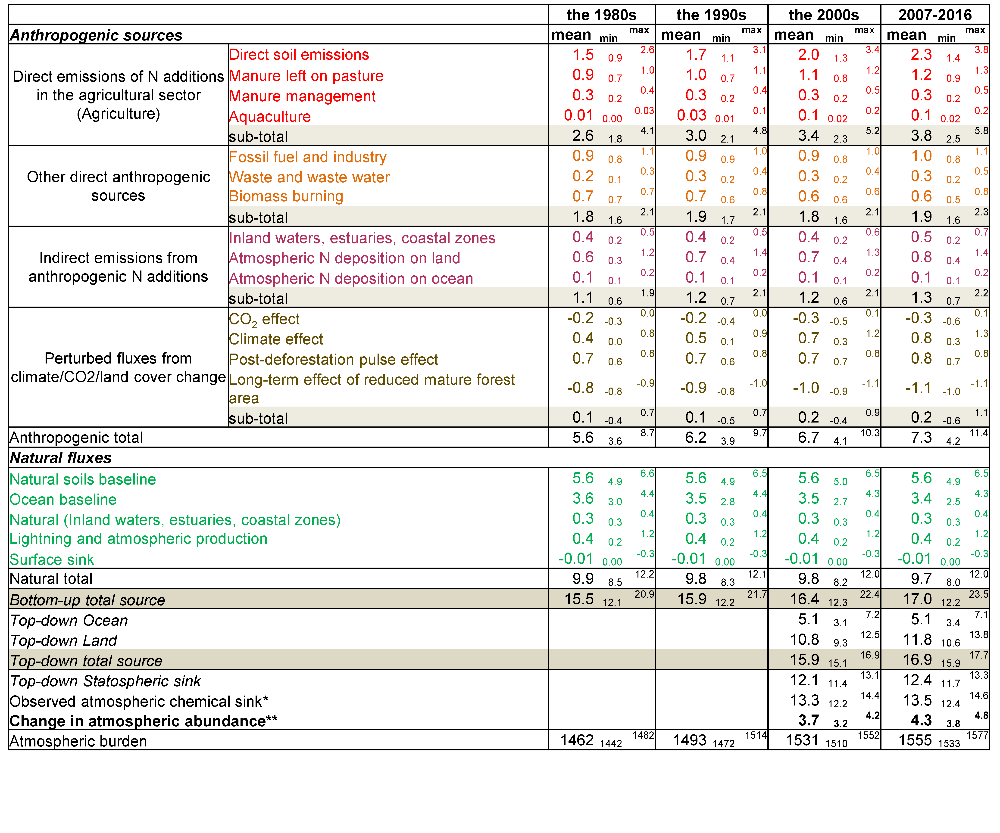 the 1980s the 1990s the 2000s 2007-2016
Anthropogenic sources mean min max mean min max mean min max mean min max
Direct emissions of N additions
in the agricultural sector
(Agriculture)
Direct soil emissions 1.5 0.9 2.6 1.7 1.1 3.1 2.0 1.3 3.4 2.3 1.4 3.8
Manure left on pasture 0.9 0.7 1.0 1.0 0.7 1.1 1.1 0.8 1.2 1.2 0.9 1.3
Manure management 0.3 0.2 0.4 0.3 0.2 0.4 0.3 0.2 0.5 0.3 0.2 0.5
Aquaculture 0.01 0.00 0.03 0.03 0.01 0.1 0.1 0.02 0.2 0.1 0.02 0.2
sub-total 2.6 1.8 4.1 3.0 2.1 4.8 3.4 2.3 5.2 3.8 2.5 5.8
Other direct anthropogenic
sources
Fossil fuel and industry 0.9 0.8 1.1 0.9 0.9 1.0 0.9 0.8 1.0 1.0 0.8 1.1
Waste and waste water 0.2 0.1 0.3 0.3 0.2 0.4 0.3 0.2 0.4 0.3 0.2 0.5
Biomass burning 0.7 0.7 0.7 0.7 0.6 0.8 0.6 0.6 0.6 0.6 0.5 0.8
sub-total 1.8 1.6 2.1 1.9 1.7 2.1 1.8 1.6 2.1 1.9 1.6 2.3
Indirect emissions from
anthropogenic N additions
Inland waters, estuaries, coastal zones 0.4 0.2 0.5 0.4 0.2 0.5 0.4 0.2 0.6 0.5 0.2 0.7
Atmospheric N deposition on land 0.6 0.3 1.2 0.7 0.4 1.4 0.7 0.4 1.3 0.8 0.4 1.4
Atmospheric N deposition on ocean 0.1 0.1 0.2 0.1 0.1 0.2 0.1 0.1 0.2 0.1 0.1 0.2
sub-total 1.1 0.6 1.9 1.2 0.7 2.1 1.2 0.6 2.1 1.3 0.7 2.2
Perturbed fluxes from
climate/CO2/land cover change
CO₂ effect -0.2 -0.3 0.0 -0.2 -0.4 0.0 -0.3 -0.5 0.1 -0.3 -0.6 0.1
Climate effect 0.4 0.0 0.8 0.5 0.1 0.9 0.7 0.3 1.2 0.8 0.3 1.3
Post-deforestation pulse effect 0.7 0.6 0.8 0.7 0.6 0.8 0.7 0.7 0.8 0.8 0.7 0.8
Long-term effect of reduced mature forest
area -0.8 -0.8 -0.9 -0.9 -0.8 -1.0 -1.0 -0.9 -1.1 -1.1 -1.0 -1.1
sub-total 0.1 -0.4 0.7 0.1 -0.5 0.7 0.2 -0.4 0.9 0.2 -0.6 1.1
Anthropogenic total 5.6 3.6 8.7 6.2 3.9 9.7 6.7 4.1 10.3 7.3 4.2 11.4
Natural fluxes
Natural soils baseline 5.6 4.9 6.6 5.6 4.9 6.5 5.6 5.0 6.5 5.6 4.9 6.5
Ocean baseline 3.6 3.0 4.4 3.5 2.8 4.4 3.5 2.7 4.3 3.4 2.5 4.3
Natural (Inland waters, estuaries, coastal zones) 0.3 0.3 0.4 0.3 0.3 0.4 0.3 0.3 0.4 0.3 0.3 0.4
Lightning and atmospheric production 0.4 0.2 1.2 0.4 0.2 1.2 0.4 0.2 1.2 0.4 0.2 1.2
Surface sink -0.01 0.00 -0.3 -0.01 0.00 -0.3 -0.01 0.00 -0.3 -0.01 0.00 -0.3
Natural total 9.9 8.5 12.2 9.8 8.3 12.1 9.8 8.2 12.0 9.7 8.0 12.0
Bottom-up total source 15.5 12.1 20.9 15.9 12.2 21.7 16.4 12.3 22.4 17.0 12.2 23.5
Top-down Ocean 5.1 3.1 7.2 5.1 3.4 7.1
Top-down Land 10.8 9.3 12.5 11.8 10.6 13.8
Top-down total source 15.9 15.1 16.9 16.9 15.9 17.7
Top-down Statospheric sink 12.1 11.4 13.1 12.4 11.7 13.3
Observed atmospheric chemical sink* 13.3 12.2 14.4 13.5 12.4 14.6
Change in atmospheric abundance** 3.7 3.2 4.2 4.3 3.8 4.8
Atmospheric burden 1462 1442 1482 1493 1472 1514 1531 1510 1552 1555 1533 1577